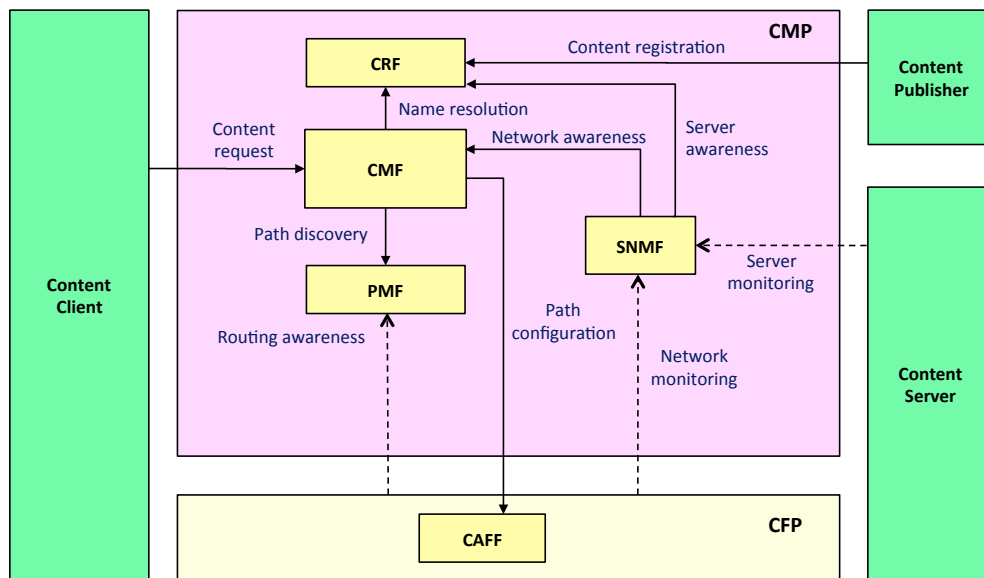 CMP
Content registration
CRF
Content
Publisher
Name resolution
Network awareness
Server
awareness
Content
request
CMF
Path discovery
SNMF
Server
monitoring
Content
Client
PMF
Path
configuration
Routing awareness
Network
monitoring
Content
Server
CFP
CAFF